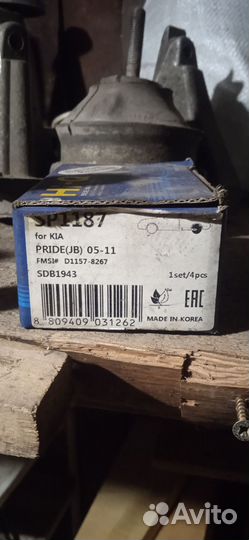 H
SP1187
for KIA
PRIDE(JB) 05-11
FMSI# D1157-8267
SDB1943
1set/4pcs
EAC
MADE IN KOREA
8 809409 031262
Avito